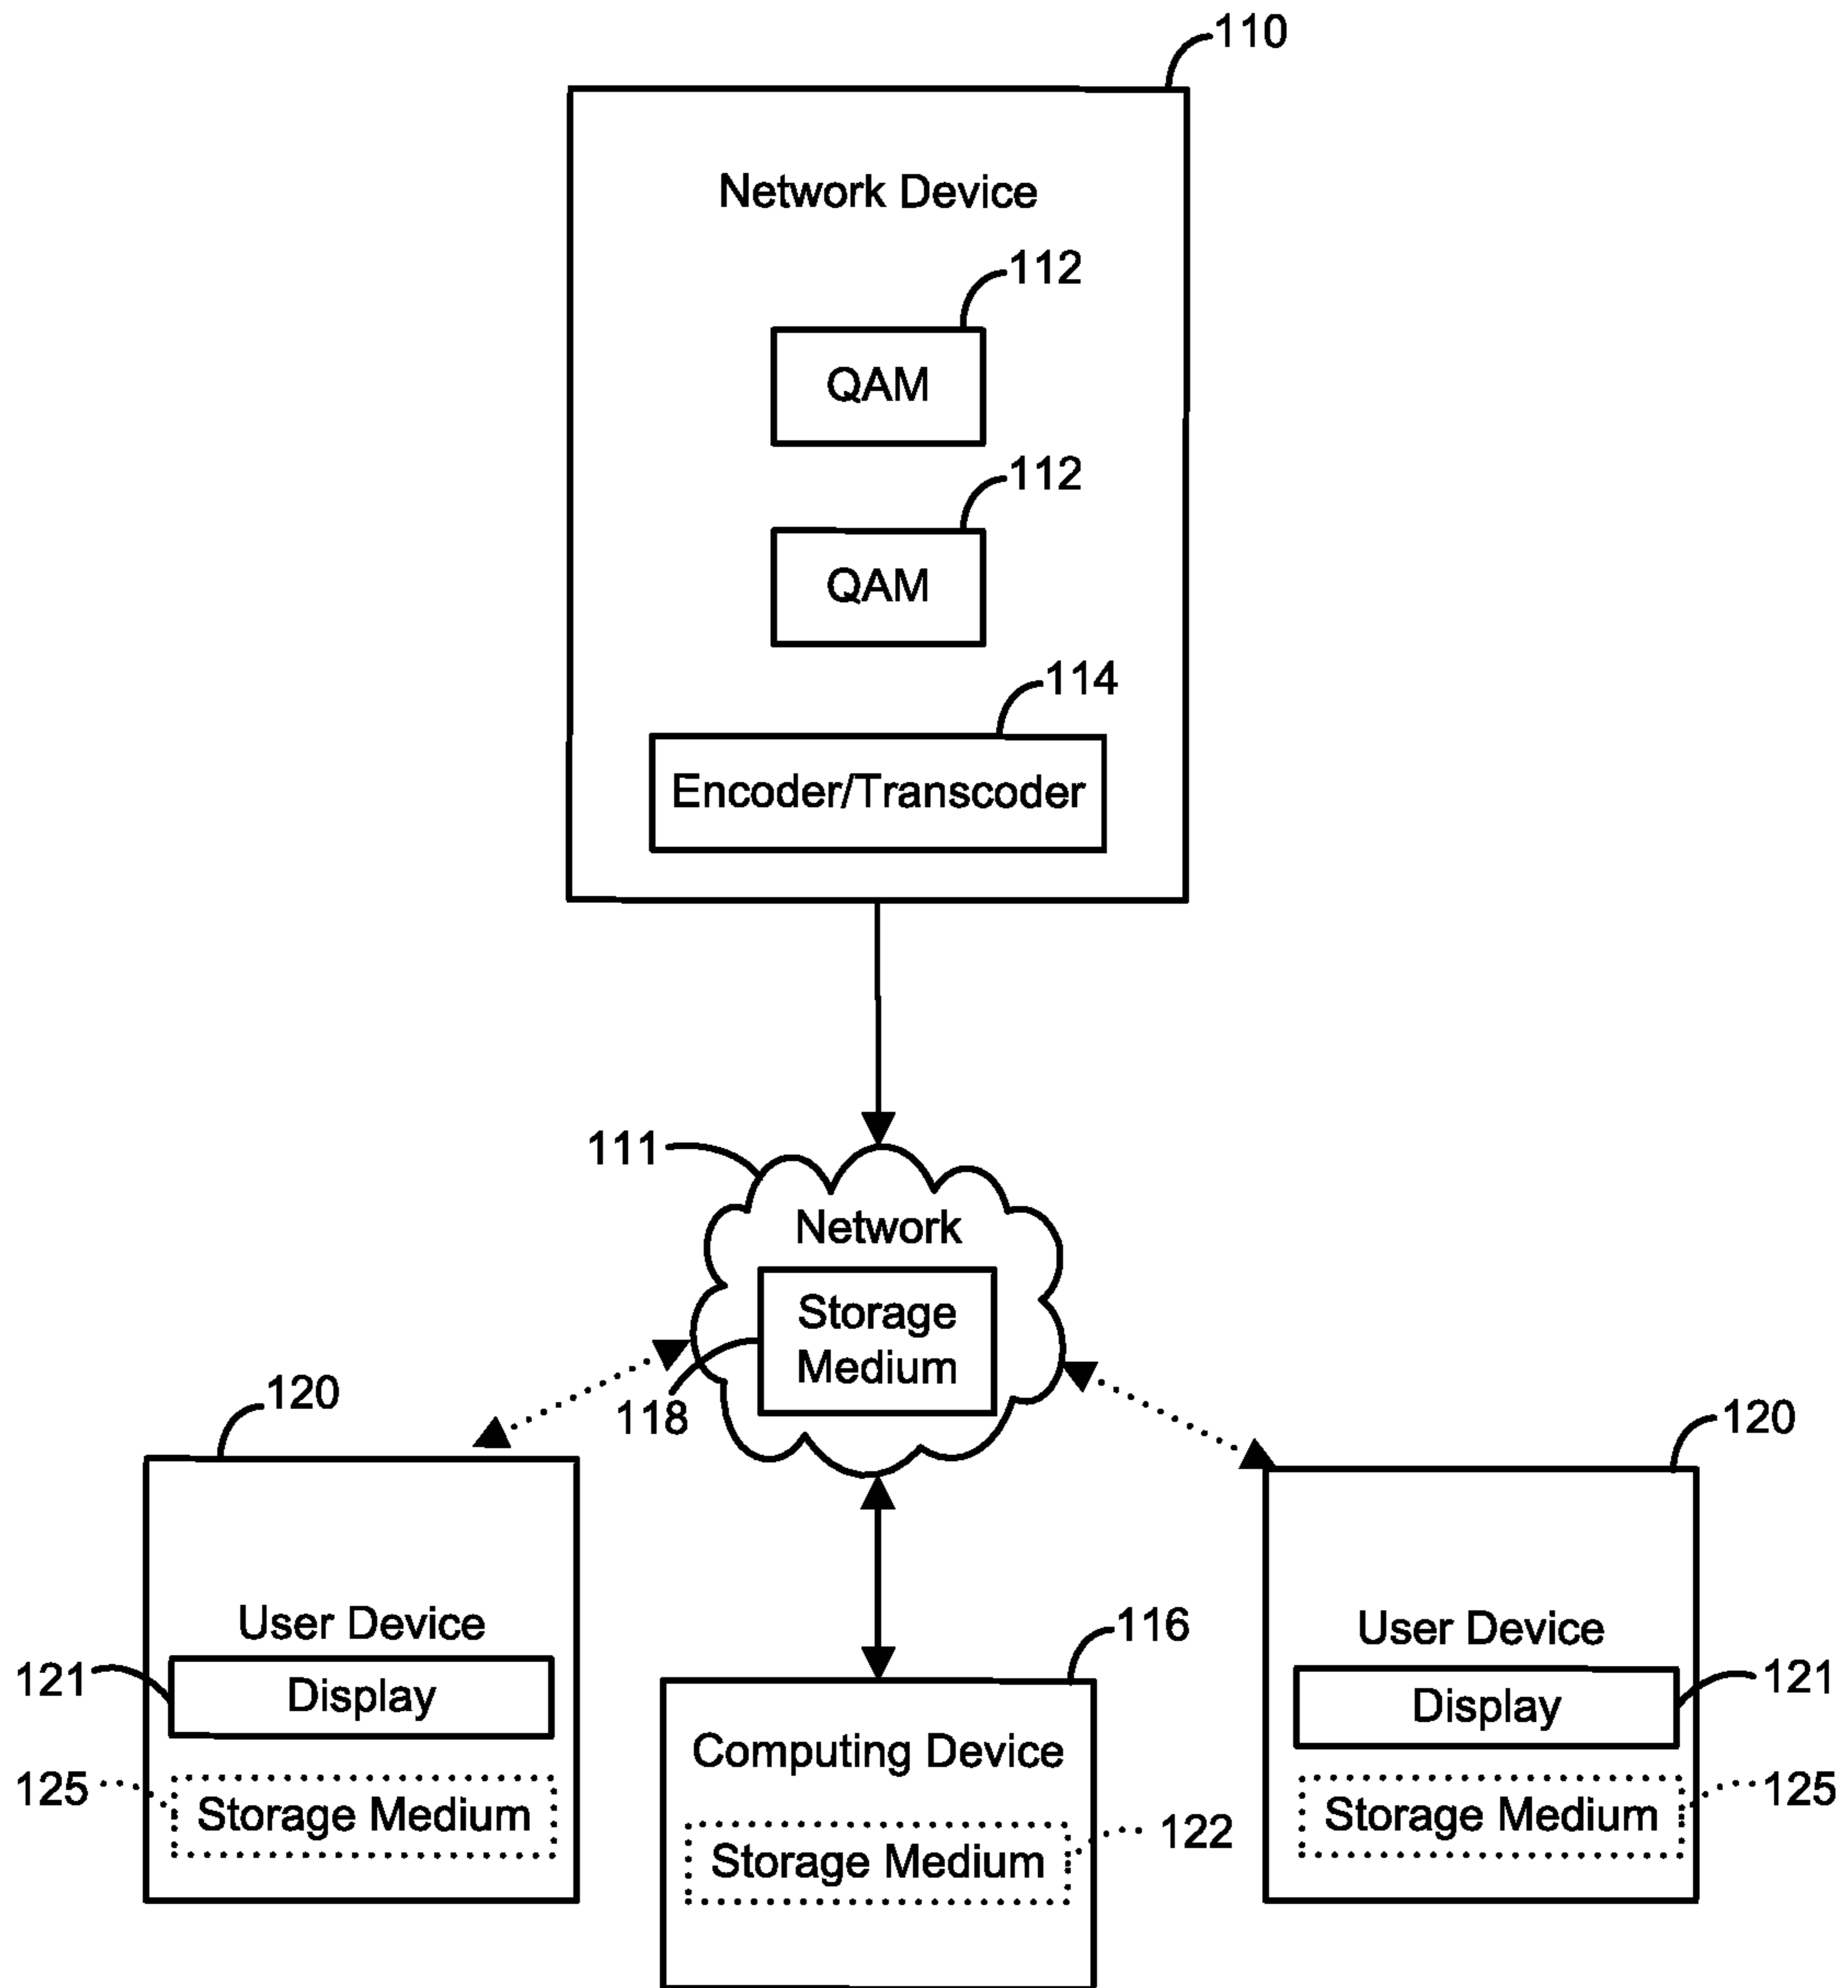 110
Network Device
112
QAM
112
QAM
114
Encoder/Transcoder
111
Network
Storage
Medium
118
120
User Device
121
Display
125
Storage Medium
116
Computing Device
122
Storage Medium
120
User Device
121
Display
125
Storage Medium